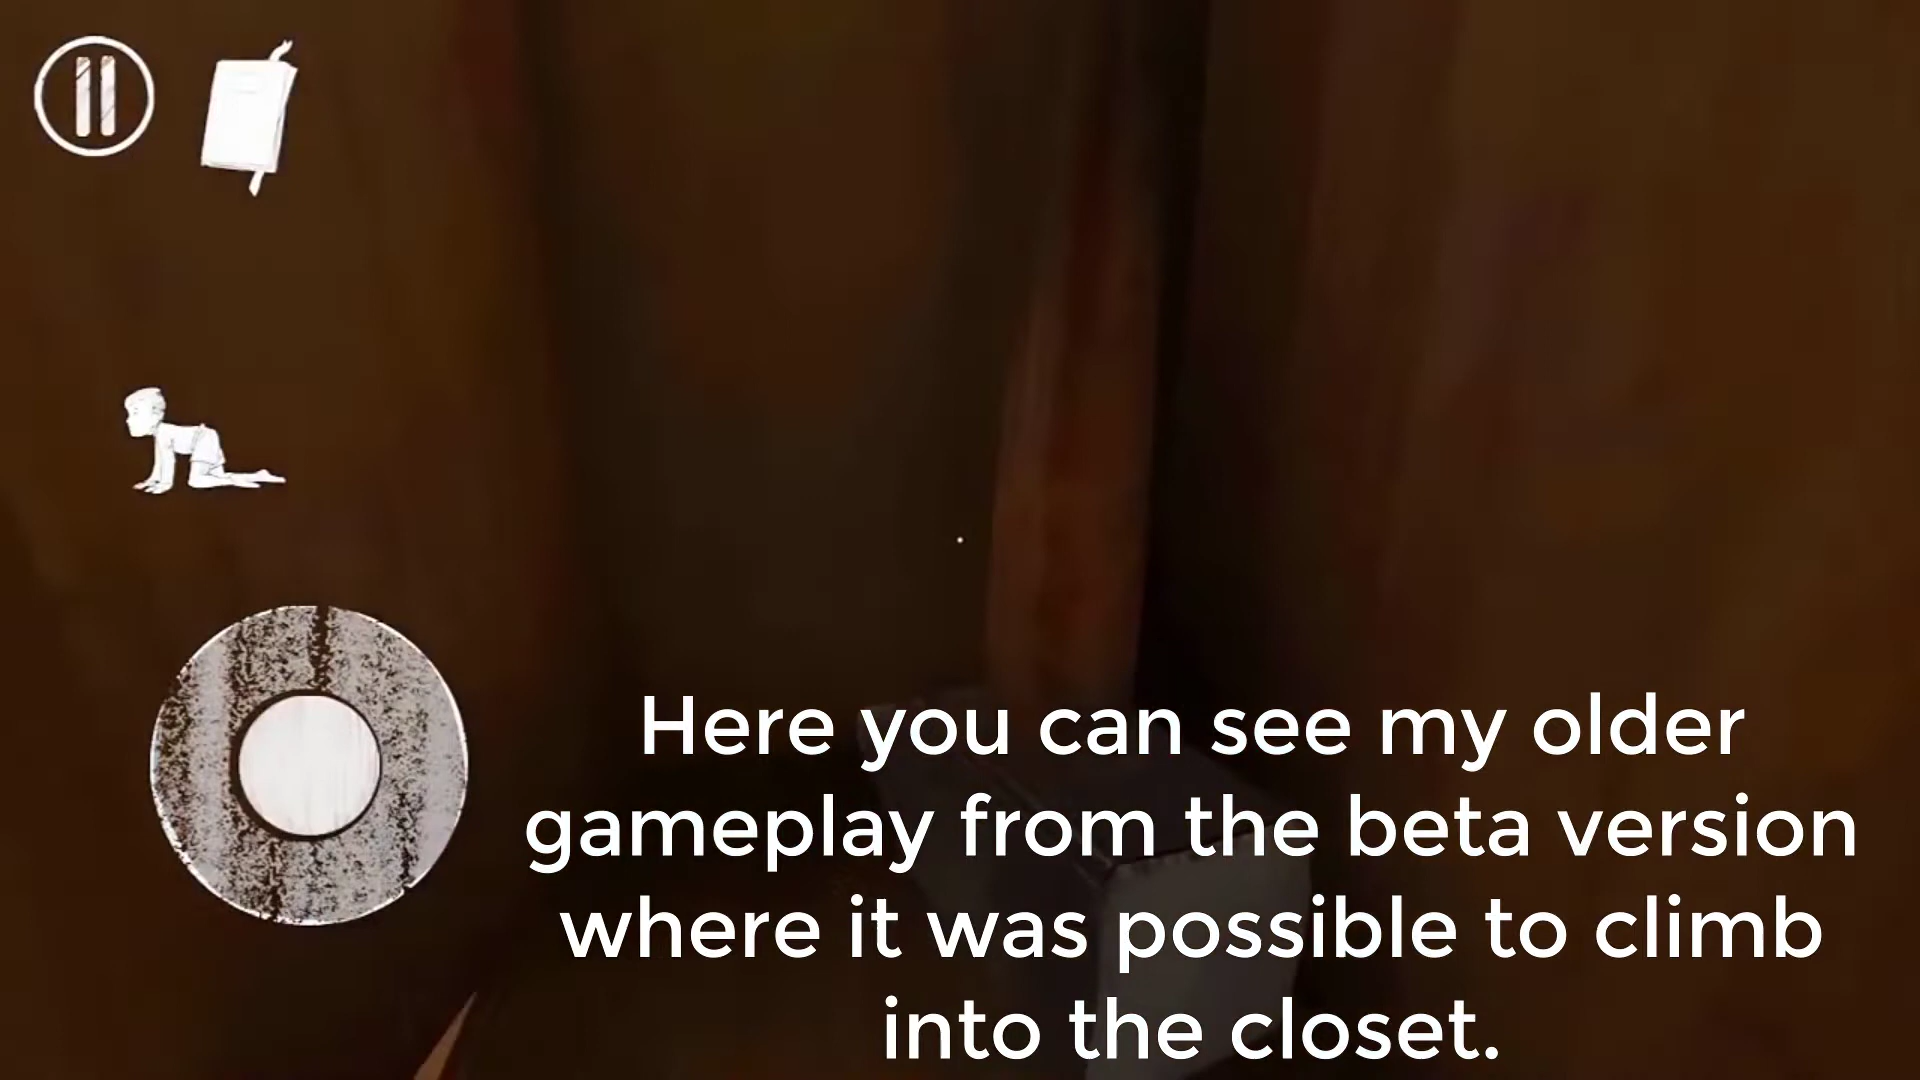 Here you can see my older
gameplay from the beta version
where it was possible to climb
into the closet.